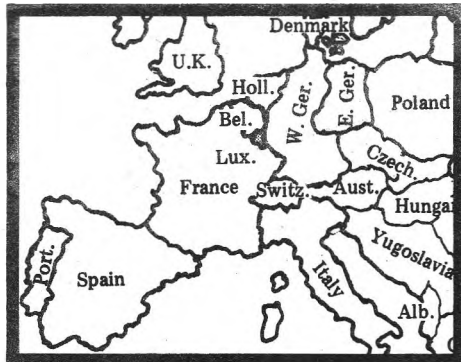 Denmark
U.K.
Holl.
W. Ger.
E. Ger.
Poland
Bel.
Lux.
Czech.
France
Switz.
Aust.
Hungai
Yugoslavia
Port.
Spain
Italy
Alb.